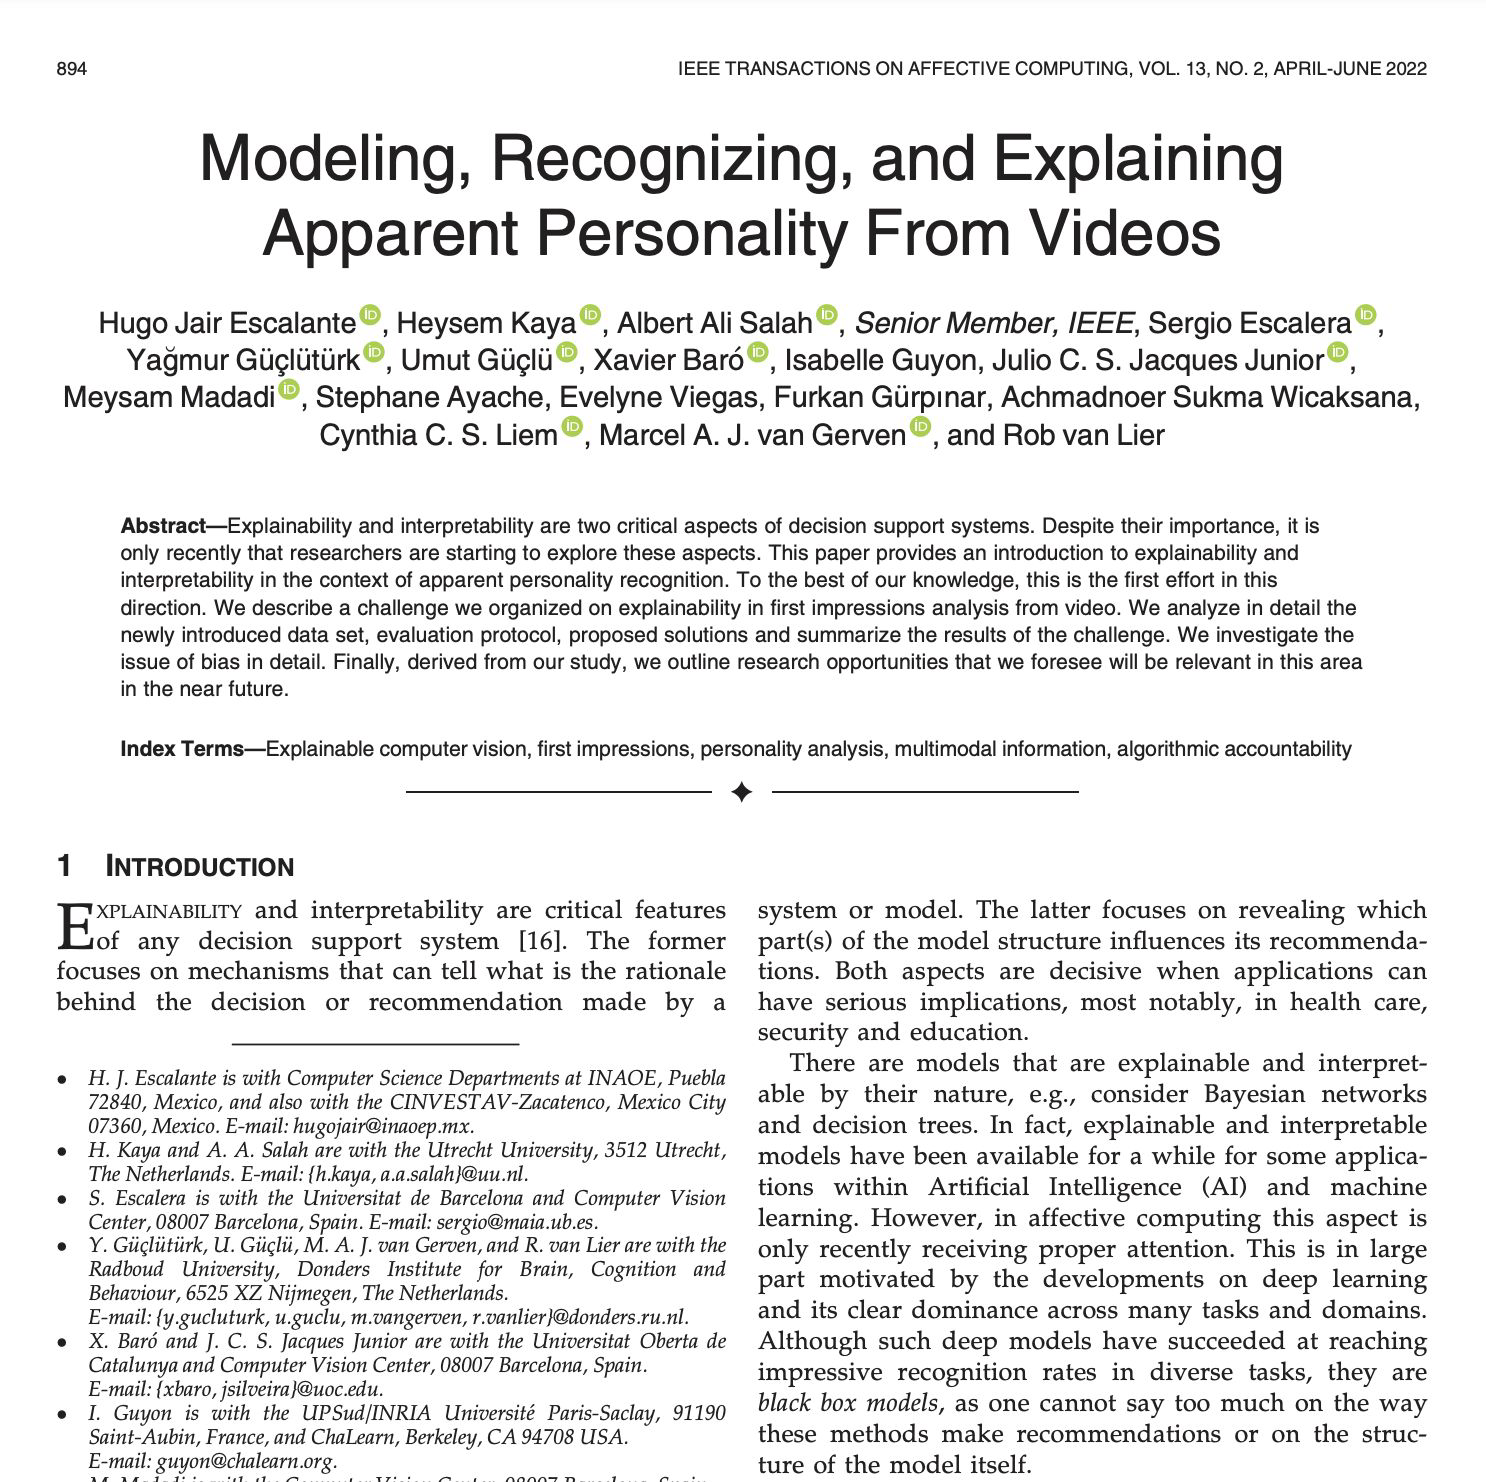 894
IEEE TRANSACTIONS ON AFFECTIVE COMPUTING, VOL. 13, NO. 2, APRIL-JUNE 2022
Modeling, Recognizing, and Explaining
Apparent Personality From Videos
Hugo Jair Escalante, Heysem Kaya, Albert Ali Salah, Senior Member, IEEE, Sergio Escalera,
Yağmur Güçlütürk, Umut Güçlü, Xavier Baró, Isabelle Guyon, Julio C. S. Jacques Junior,
Meysam Madadi, Stephane Ayache, Evelyne Viegas, Furkan Gürpınar, Achmadnoer Sukma Wicaksana,
Cynthia C. S. Liem, Marcel A. J. van Gerven, and Rob van Lier
Abstract—Explainability and interpretability are two critical aspects of decision support systems. Despite their importance, it is
only recently that researchers are starting to explore these aspects. This paper provides an introduction to explainability and
interpretability in the context of apparent personality recognition. To the best of our knowledge, this is the first effort in this
direction. We describe a challenge we organized on explainability in first impressions analysis from video. We analyze in detail the
newly introduced data set, evaluation protocol, proposed solutions and summarize the results of the challenge. We investigate the
issue of bias in detail. Finally, derived from our study, we outline research opportunities that we foresee will be relevant in this area
in the near future.
Index Terms—Explainable computer vision, first impressions, personality analysis, multimodal information, algorithmic accountability
1 INTRODUCTION
EXPLAINABILITY and interpretability are critical features
of any decision support system [16]. The former
focuses on mechanisms that can tell what is the rationale
behind the decision or recommendation made by a
• H. J. Escalante is with Computer Science Departments at INAOE, Puebla
72840, Mexico, and also with the CINVESTAV-Zacatenco, Mexico City
07360, Mexico. E-mail: hugojair@inaoep.mx.
• H. Kaya and A. A. Salah are with the Utrecht University, 3512 Utrecht,
The Netherlands. E-mail: {h.kaya, a.a.salah}@uu.nl.
• S. Escalera is with the Universitat de Barcelona and Computer Vision
Center, 08007 Barcelona, Spain. E-mail: sergio@maia.ub.es.
• Y. Güçlütürk, U. Güçlü, M. A. J. van Gerven, and R. van Lier are with the
Radboud University, Donders Institute for Brain, Cognition and
Behaviour, 6525 XZ Nijmegen, The Netherlands.
E-mail: {y.gucluturk, u.guclu, m.vangerven, r.vanlier}@donders.ru.nl.
• X. Baró and J. C. S. Jacques Junior are with the Universitat Oberta de
Catalunya and Computer Vision Center, 08007 Barcelona, Spain.
E-mail: {xbaro, jsilveira}@uoc.edu.
• I. Guyon is with the UPSud/INRIA Université Paris-Saclay, 91190
Saint-Aubin, France, and ChaLearn, Berkeley, CA 94708 USA.
E-mail: guyon@chalearn.org.
system or model. The latter focuses on revealing which
part(s) of the model structure influences its recommenda-
tions. Both aspects are decisive when applications can
have serious implications, most notably, in health care,
security and education.
There are models that are explainable and interpret-
able by their nature, e.g., consider Bayesian networks
and decision trees. In fact, explainable and interpretable
models have been available for a while for some applica-
tions within Artificial Intelligence (AI) and machine
learning. However, in affective computing this aspect is
only recently receiving proper attention. This is in large
part motivated by the developments on deep learning
and its clear dominance across many tasks and domains.
Although such deep models have succeeded at reaching
impressive recognition rates in diverse tasks, they are
black box models, as one cannot say too much on the way
these methods make recommendations or on the struc-
ture of the model itself.